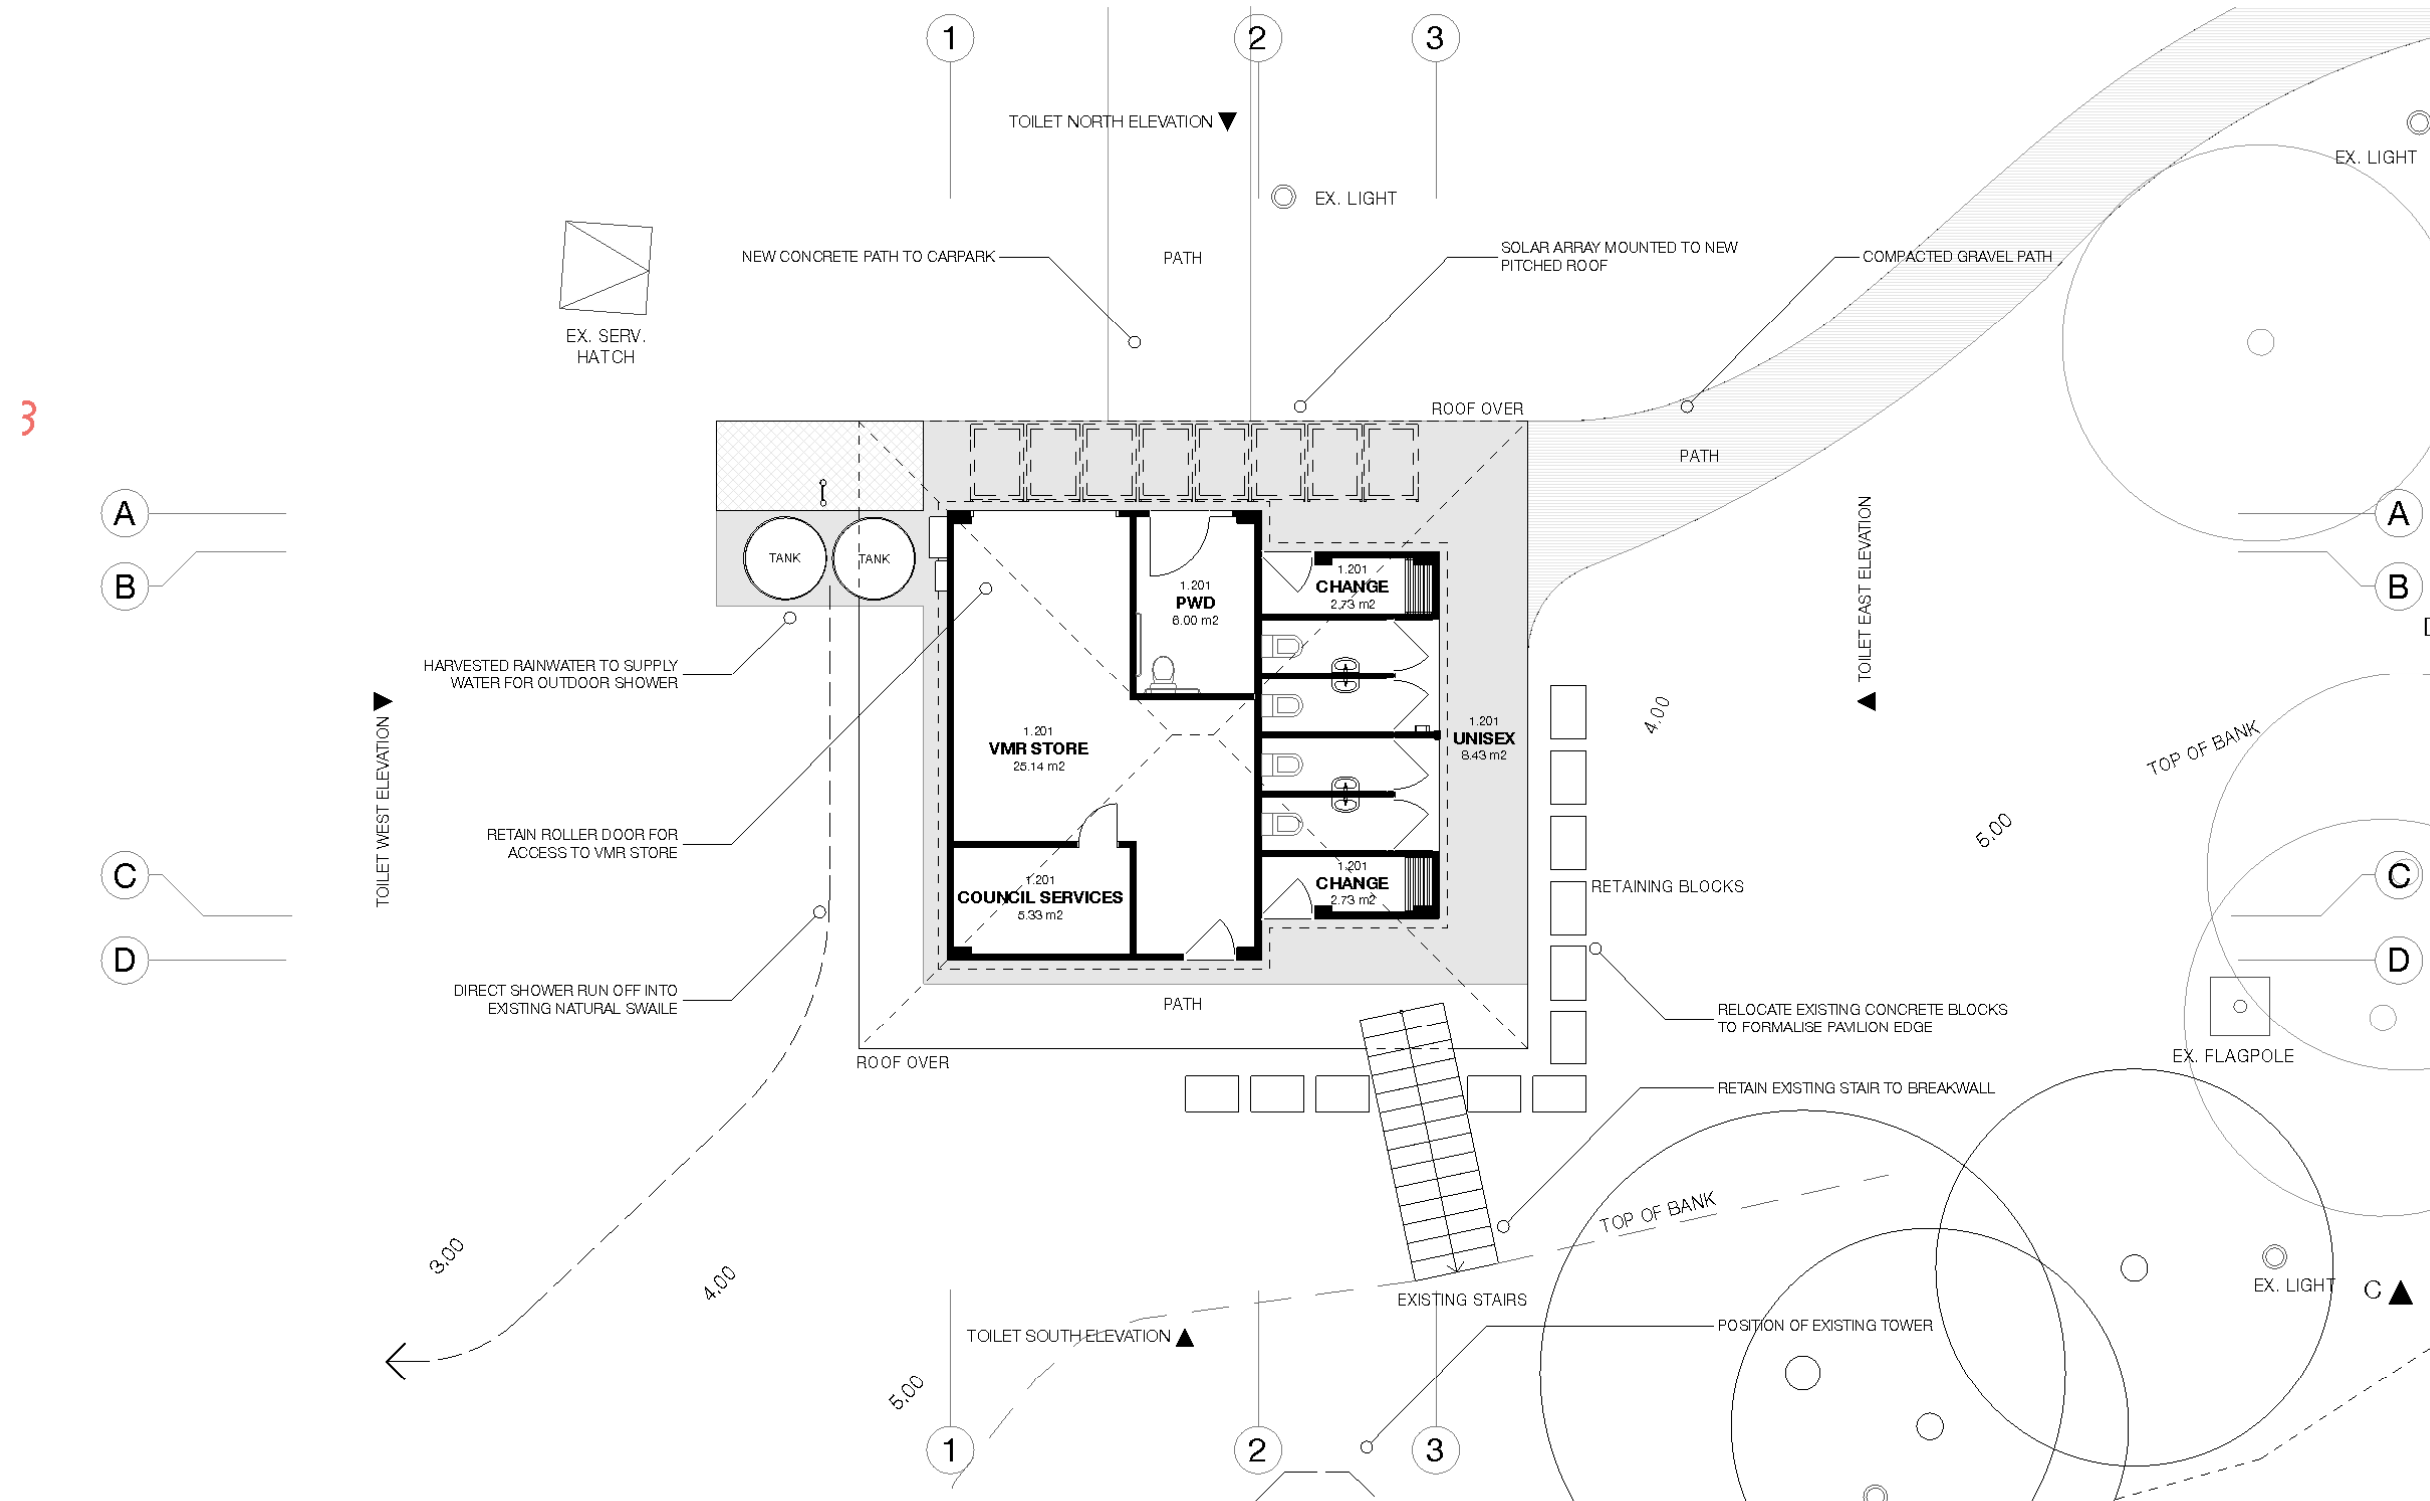 1
2
3
TOILET NORTH ELEVATION
EX. LIGHT
EX. LIGHT
NEW CONCRETE PATH TO CARPARK
PATH
SOLAR ARRAY MOUNTED TO NEW
PITCHED ROOF
COMPACTED GRAVEL PATH
EX. SERV.
HATCH
3
ROOF OVER
PATH
A
A
B
B
TANK
TANK
1.201
PWD
6.00 m2
1.201
CHANGE
2.73 m2
TOILET EAST ELEVATION
HARVESTED RAINWATER TO SUPPLY
WATER FOR OUTDOOR SHOWER
TOILET WEST ELEVATION
1.201
VMR STORE
25.14 m2
1.201
UNISEX
8.43 m2
4.00
TOP OF BANK
5.00
RETAIN ROLLER DOOR FOR
ACCESS TO VMR STORE
C
C
1.201
COUNCIL SERVICES
5.33 m2
1.201
CHANGE
2.73 m2
RETAINING BLOCKS
D
D
DIRECT SHOWER RUN OFF INTO
EXISTING NATURAL SWAILE
PATH
RELOCATE EXISTING CONCRETE BLOCKS
TO FORMALISE PAVILION EDGE
ROOF OVER
EX. FLAGPOLE
RETAIN EXISTING STAIR TO BREAKWALL
TOP OF BANK
3.00
4.00
EX. LIGHT
C
EXISTING STAIRS
TOILET SOUTH ELEVATION
POSITION OF EXISTING TOWER
5.00
1
2
3